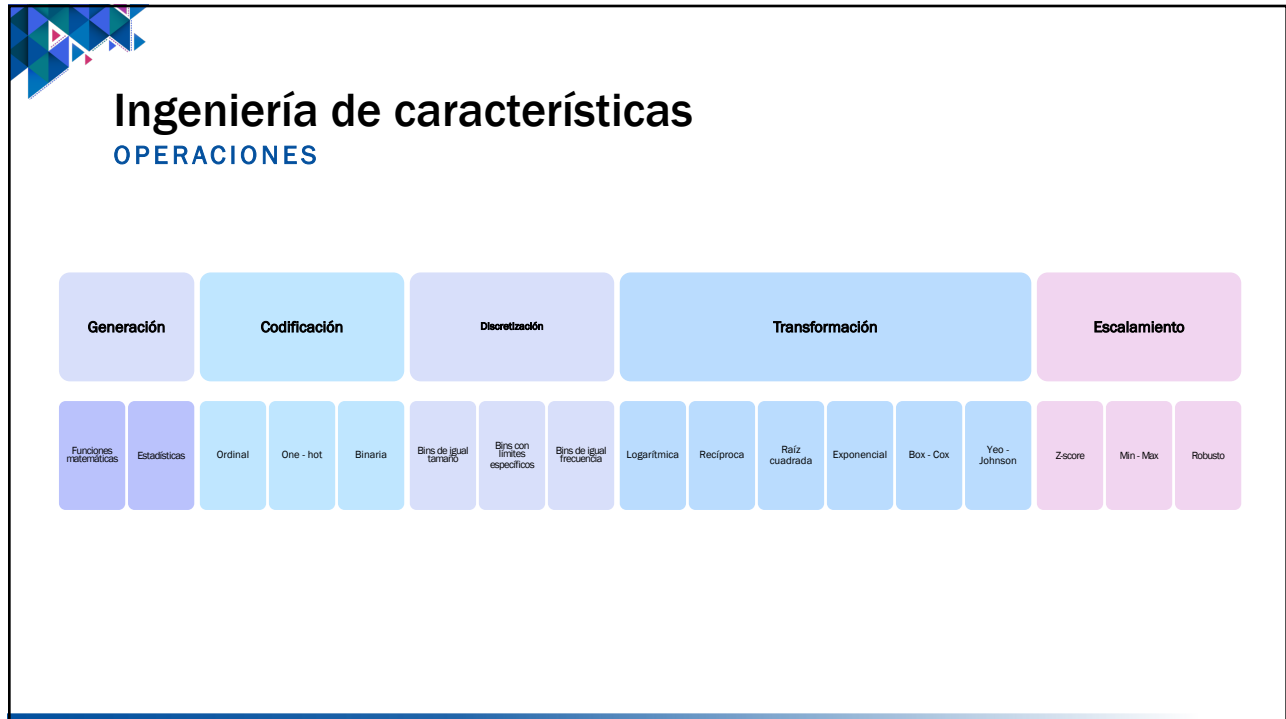 Ingeniería de características
OPERACIONES
Generación
Codificación
Discretización
Transformación
Escalamiento
Funciones
matemáticas
Estadísticas
Ordinal
One - hot
Binaria
Bins de igual
tamaño
Bins con
límites
específicos
Bins de igual
frecuencia
Logarítmica
Recíproca
Raíz
cuadrada
Exponencial
Box - Cox
Yeo -
Johnson
Z-score
Min - Max
Robusto